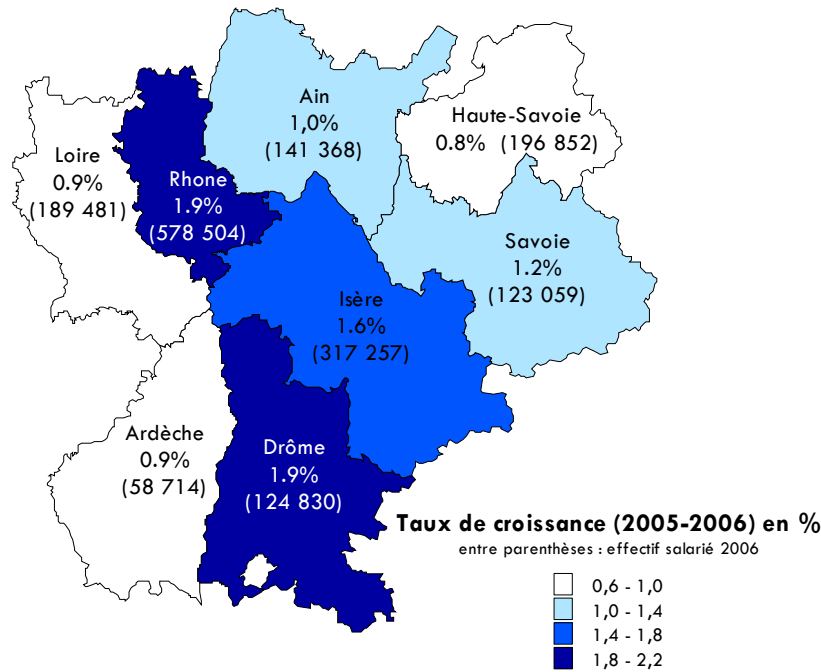 Ain
1,0%
(141 368)
Haute-Savoie
0.8% (196 852)
Loire
0.9%
(189 481)
Rhone
1.9%
(578 504)
Savoie
1.2%
(123 059)
Isère
1.6%
(317 257)
Ardèche
0.9%
(58 714)
Drôme
1.9%
(124 830)
Taux de croissance (2005-2006) en %
entre parenthèses : effectif salarié 2006
0,6 - 1,0
1,0 - 1,4
1,4 - 1,8
1,8 - 2,2